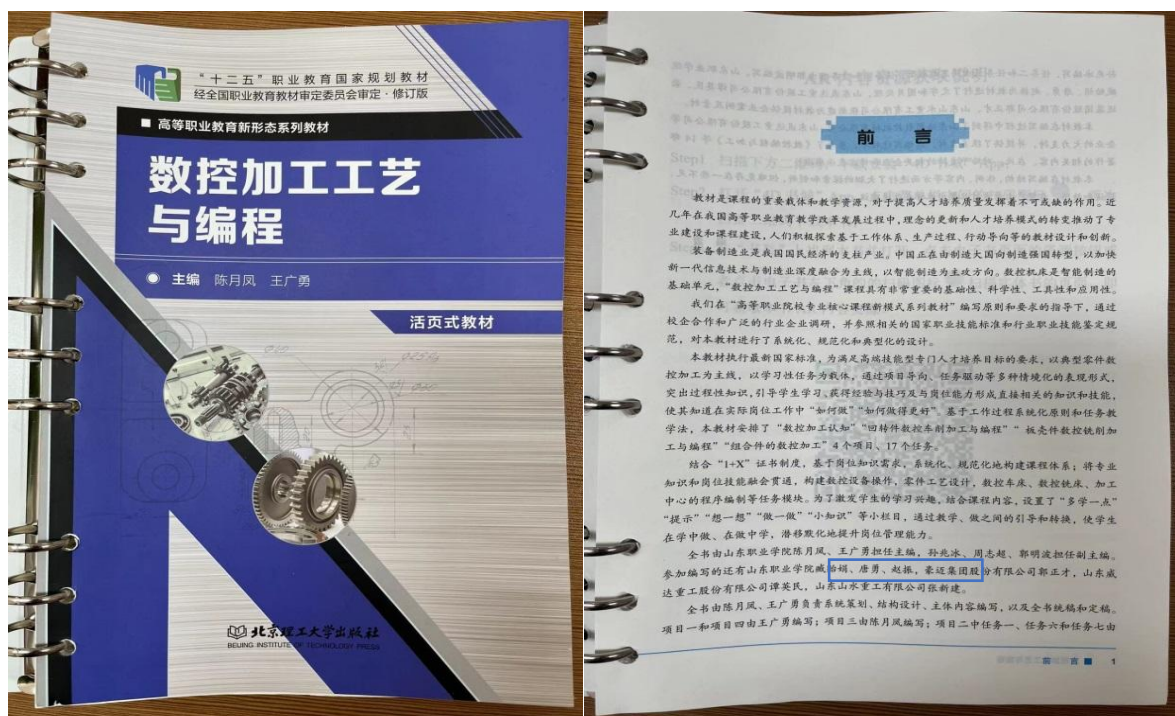 “十二五”职业教育国家规划教材
经全国职业教育教材审定委员会审定·修订版
■ 高等职业教育新形态系列教材
数控加工工艺
与编程
主编 陈月凤 王广勇
活页式教材
北京理工大学出版社
BEIJING INSTITUTE OF TECHNOLOGY PRESS
前 言
教材是课程的重要载体和教学资源，对于提高人才培养质量发挥着不可或缺的作用。近
几年在我国高等职业教育教学改革发展过程中，理念的更新和人才培养模式的转变推动了专
业建设和课程建设，人们积极探索基于工作体系、生产过程、行动导向等的教材设计和创新。
装备制造业是我国国民经济的支柱产业。中国正在由制造大国向制造强国转型，以加快
新一代信息技术与制造业深度融合为主线，以智能制造为主攻方向。数控机床是智能制造的
基础单元，“数控加工工艺与编程”课程具有非常重要的基础性、科学性、工具性和应用性。
我们在“高等职业院校专业核心课程新模式系列教材”编写原则和要求的指导下，通过
校企合作和广泛的行业企业调研，并参照相关的国家职业技能标准和行业职业技能鉴定规
范，对本教材进行了系统化、规范化和典型化的设计。
本教材执行最新国家标准，为满足高端技能型专门人才培养目标的要求，以典型零件数
控加工为主线，以学习性任务为载体，通过项目导向、任务驱动等多种情境化的表现形式，
突出过程性知识，引导学生学习、获得经验与技巧及与岗位能力形成直接相关的知识和技能，
使其知道在实际岗位工作中“如何做”“如何做得更好”。基于工作过程系统化原则和任务教
学法，本教材安排了“数控加工认知”“回转件数控车削加工与编程”“板壳件数控铣削加
工与编程”“组合件的数控加工”4个项目、17个任务。
结合“1+X”证书制度，基于岗位知识需求，系统化、规范化地构建课程体系；将专业
知识和岗位技能融会贯通，构建数控设备操作，零件工艺设计，数控车床、数控铣床、加工
中心的程序编制等任务模块。为了激发学生的学习兴趣，结合课程内容，设置了“多学一点”
“提示”“想一想”“做一做”“小知识”等小栏目，通过教学、做之间的引导和转换，使学生
在学中做、在做中学，潜移默化地提升岗位管理能力。
全书由山东职业学院陈月凤、王广勇担任主编，孙兆冰、周志超、郭明波担任副主编。
参加编写的还有山东职业学院臧贻娟、唐勇、赵振，豪迈集团股份有限公司郭正才，山东威
达重工股份有限公司谭英民，山东山水重工有限公司张新建。
全书由陈月凤、王广勇负责系统策划、结构设计、主体内容编写，以及全书统稿和定稿。
项目一和项目四由王广勇编写；项目三由陈月凤编写；项目二中任务一、任务六和任务七由
前 言 ■ 1